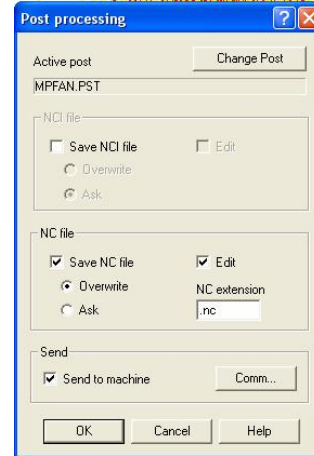 Post processing
Active post
Change Post
MPFAN.PST
NCI file
Save NCI file
Edit
Overwrite
Ask
NC file
Save NC file
Edit
Overwrite
NC extension
Ask
.nc
Send
Send to machine
Comm...
OK
Cancel
Help